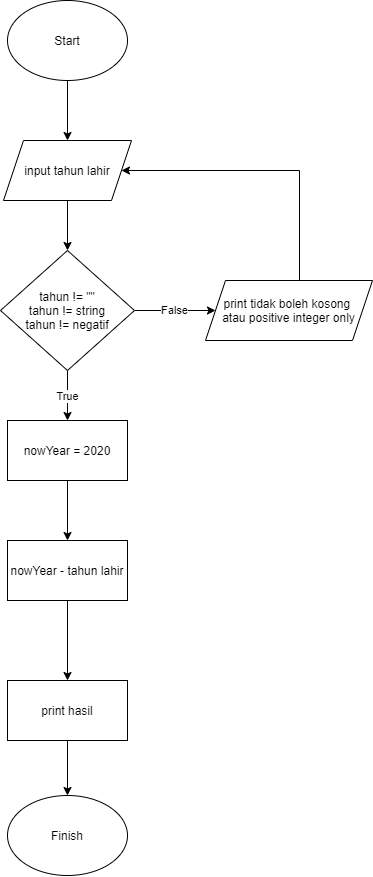 Start
input tahun lahir
tahun != ""
tahun != string
tahun != negatif
False
print tidak boleh kosong
atau positive integer only
True
nowYear = 2020
nowYear - tahun lahir
print hasil
Finish